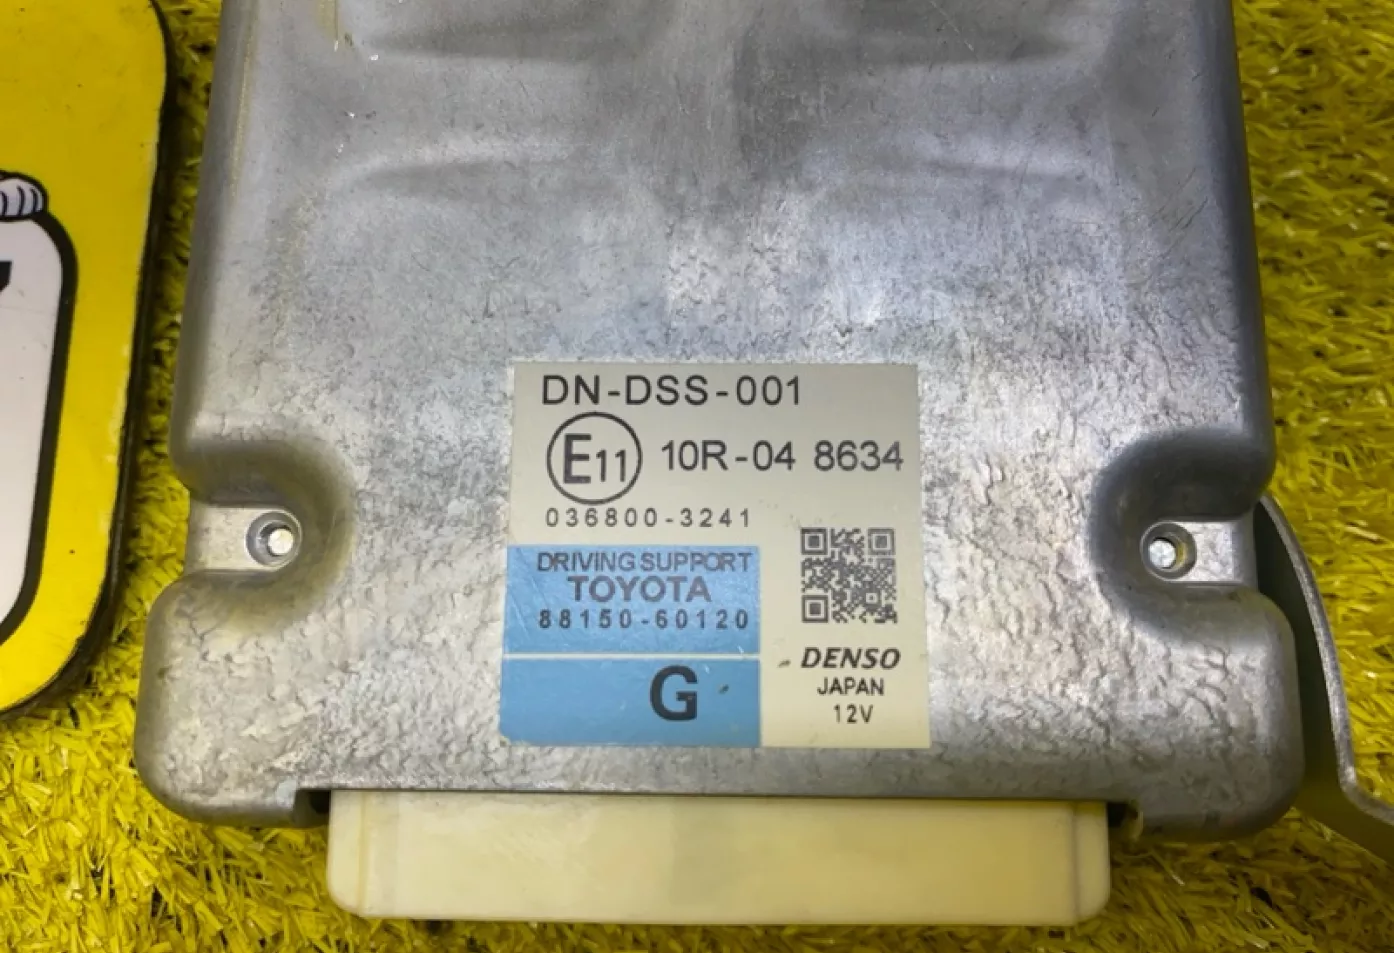 DN-DSS-001
E11 10R-04 8634
036800-3241
DRIVING SUPPORT
TOYOTA
88150-60120
G
DENSO
JAPAN
12V